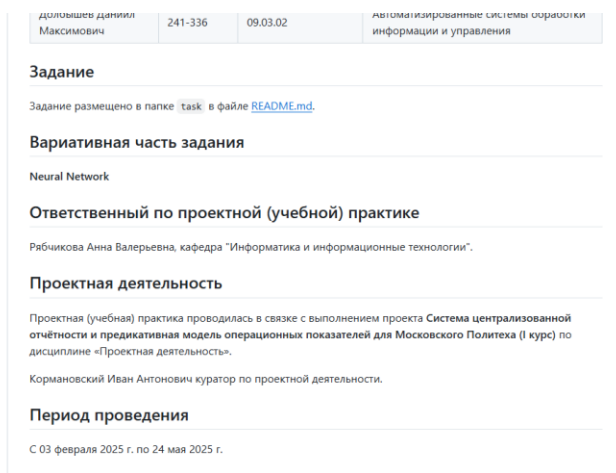 Долобышев Даниил
Максимович
241-336
09.03.02
Автоматизированные системы обработки
информации и управления
Задание
Задание размещено в папке task в файле README.md.
Вариативная часть задания
Neural Network
Ответственный по проектной (учебной) практике
Рябчикова Анна Валерьевна, кафедра "Информатика и информационные технологии".
Проектная деятельность
Проектная (учебная) практика проводилась в связке с выполнением проекта Система централизованной
отчётности и предикативная модель операционных показателей для Московского Политеха (I курс) по
дисциплине «Проектная деятельность».
Кормановский Иван Антонович куратор по проектной деятельности.
Период проведения
С 03 февраля 2025 г. по 24 мая 2025 г.